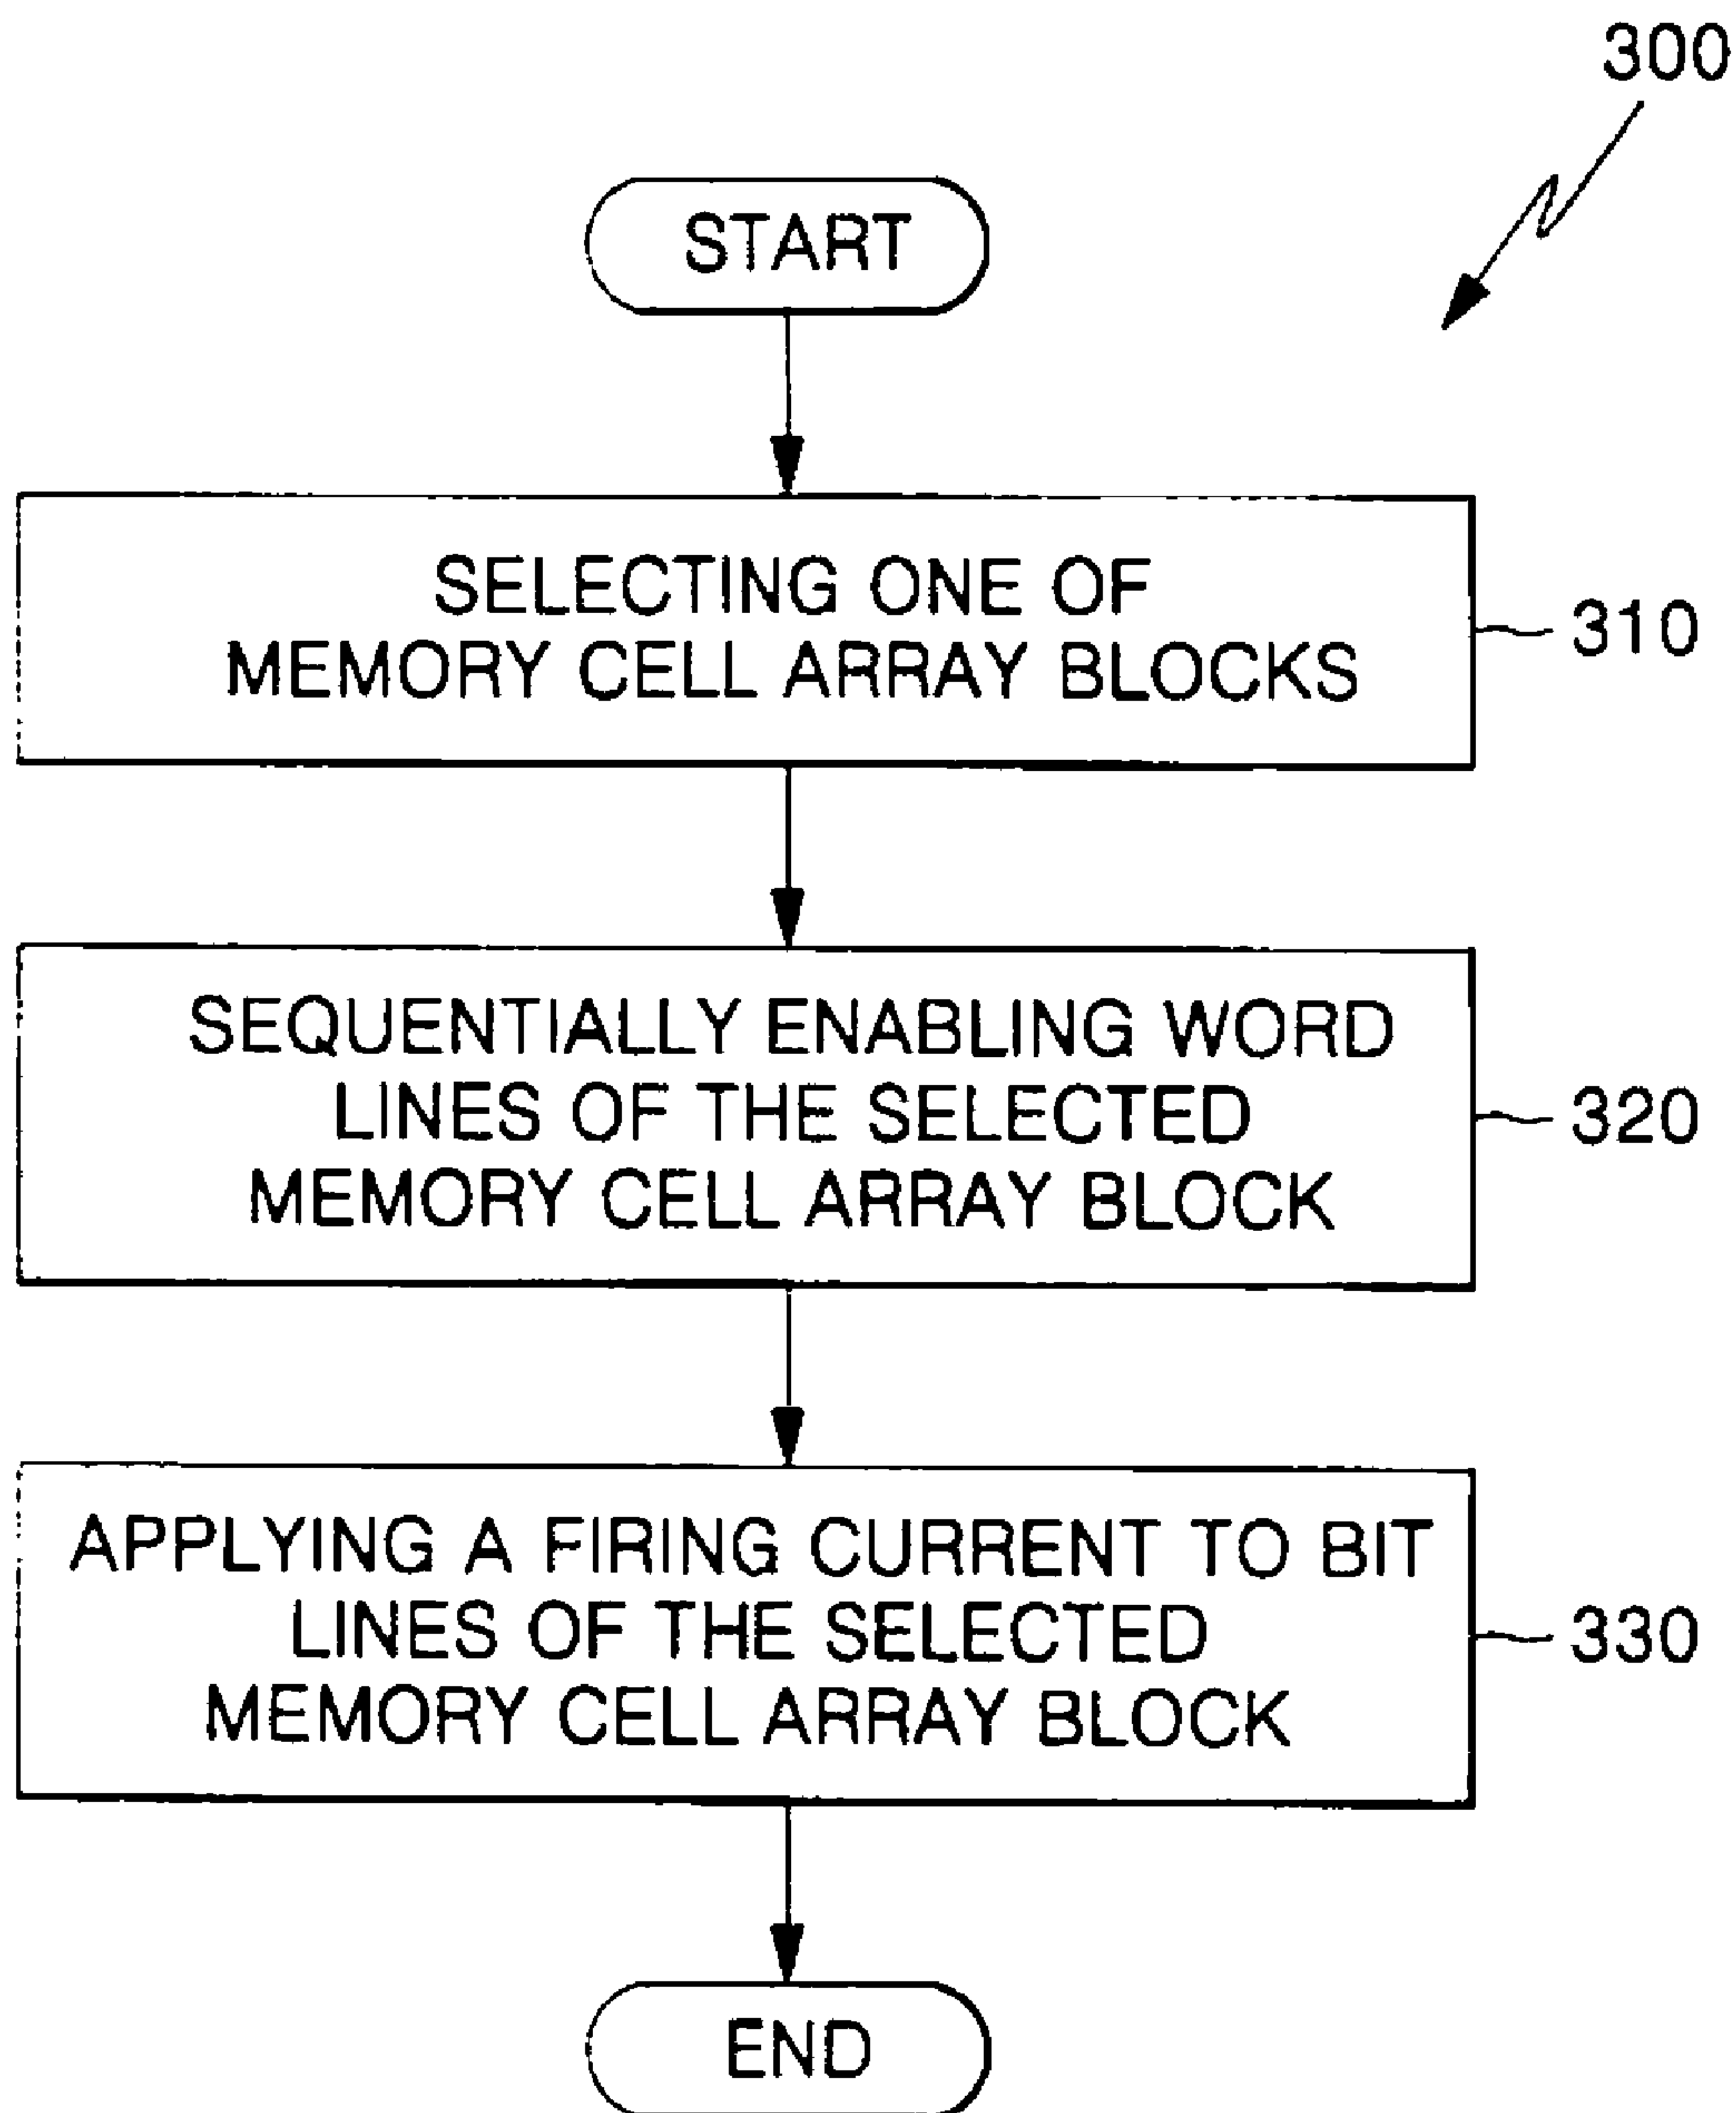 300
START
SELECTING ONE OF
MEMORY CELL ARRAY BLOCKS
310
SEQUENTIALLY ENABLING WORD
LINES OF THE SELECTED
MEMORY CELL ARRAY BLOCK
320
APPLYING A FIRING CURRENT TO BIT
LINES OF THE SELECTED
MEMORY CELL ARRAY BLOCK
330
END